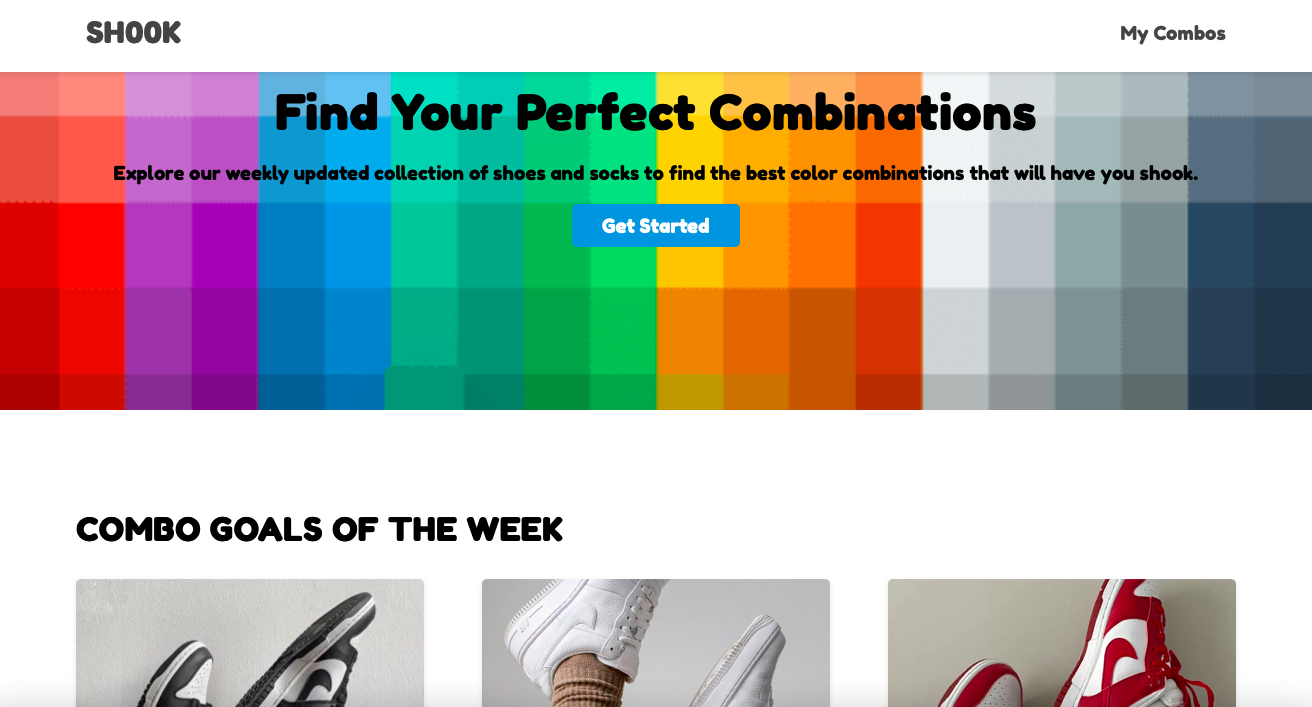 SHOOK
My Combos
Find Your Perfect Combinations
Explore our weekly updated collection of shoes and socks to find the best color combinations that will have you shook.
Get Started
COMBO GOALS OF THE WEEK